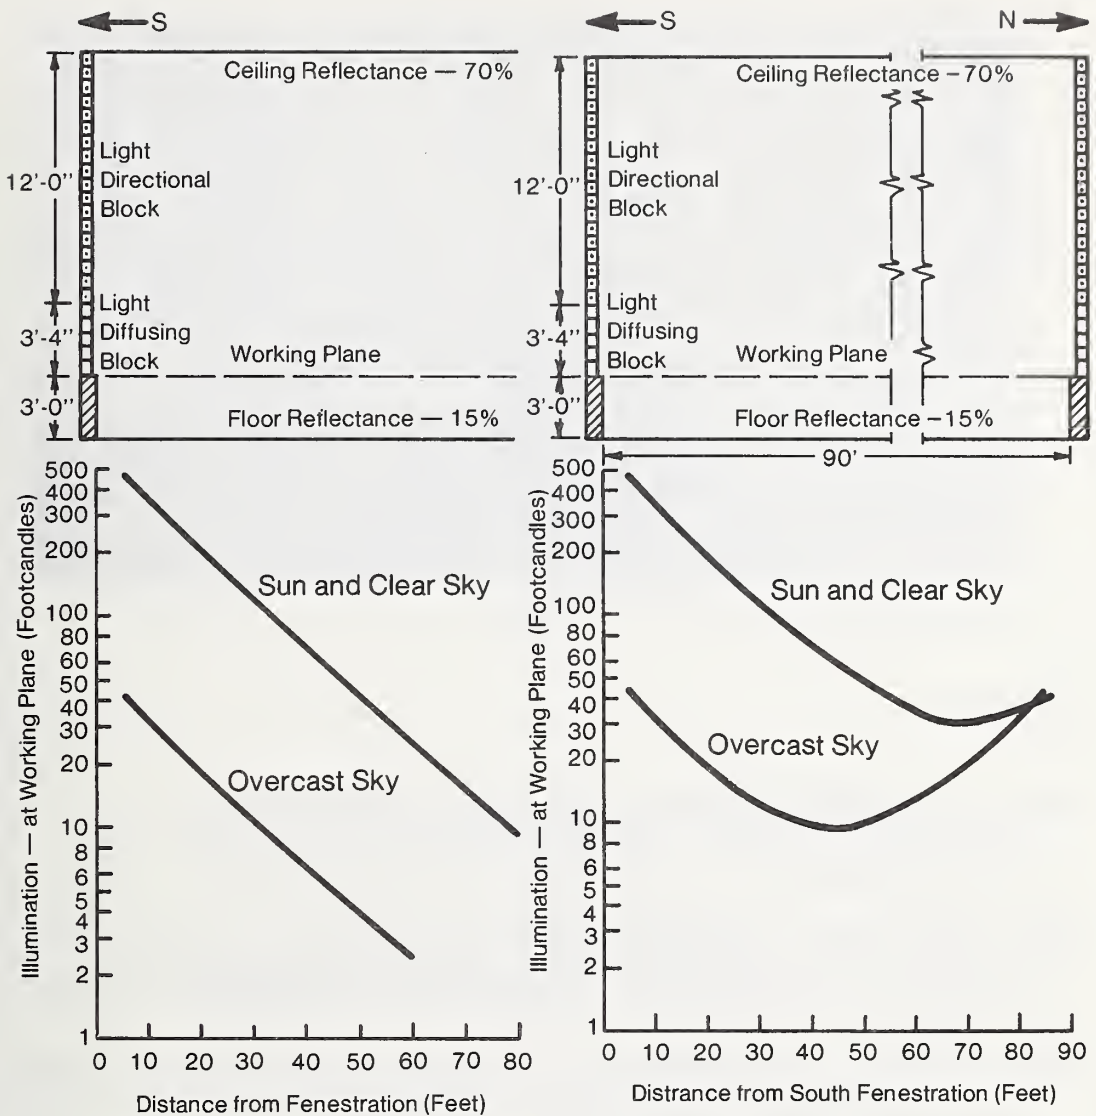 S
Ceiling Reflectance — 70%
12'-0"
Light
Directional
Block
Light
Diffusing
Block
3'-4"
Working Plane
3'-0"
Floor Reflectance — 15%
S
N
Ceiling Reflectance – 70%
12'-0"
Light
Directional
Block
Light
Diffusing
Block
3'-4"
Working Plane
3'-0"
Floor Reflectance – 15%
90'
Illumination — at Working Plane (Footcandles)
500
400
300
200
100
80
60
50
40
30
20
10
8
6
5
4
3
2
1
Sun and Clear Sky
Overcast Sky
0 10 20 30 40 50 60 70 80
Distance from Fenestration (Feet)
Illumination — at Working Plane (Footcandles)
500
400
300
200
100
80
60
50
40
30
20
10
8
6
5
4
3
2
1
Sun and Clear Sky
Overcast Sky
0 10 20 30 40 50 60 70 80 90
Distrance from South Fenestration (Feet)